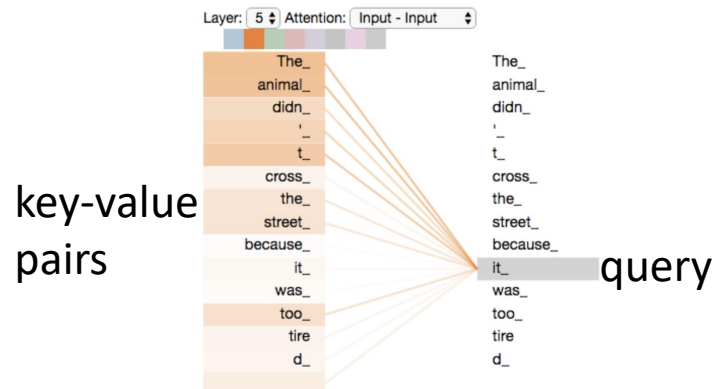 Layer: 5 Attention: Input - Input
The_ The_
animal_ animal_
didn_ didn_
'_ '_
t_ t_
cross_ cross_
the_ the_
street_ street_
because_ because_
it_ it_
was_ was_
too_ too_
tire tire
d_ d_
key-value
pairs
query